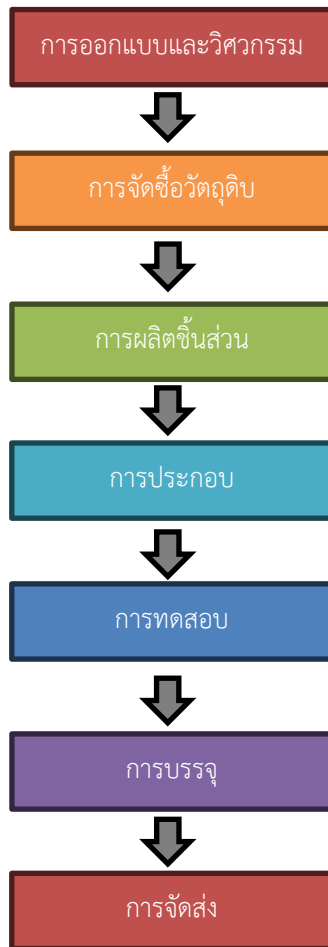 การออกแบบและวิศวกรรม
การจัดซื้อวัตถุดิบ
การผลิตชิ้นส่วน
การประกอบ
การทดสอบ
การบรรจุ
การจัดส่ง